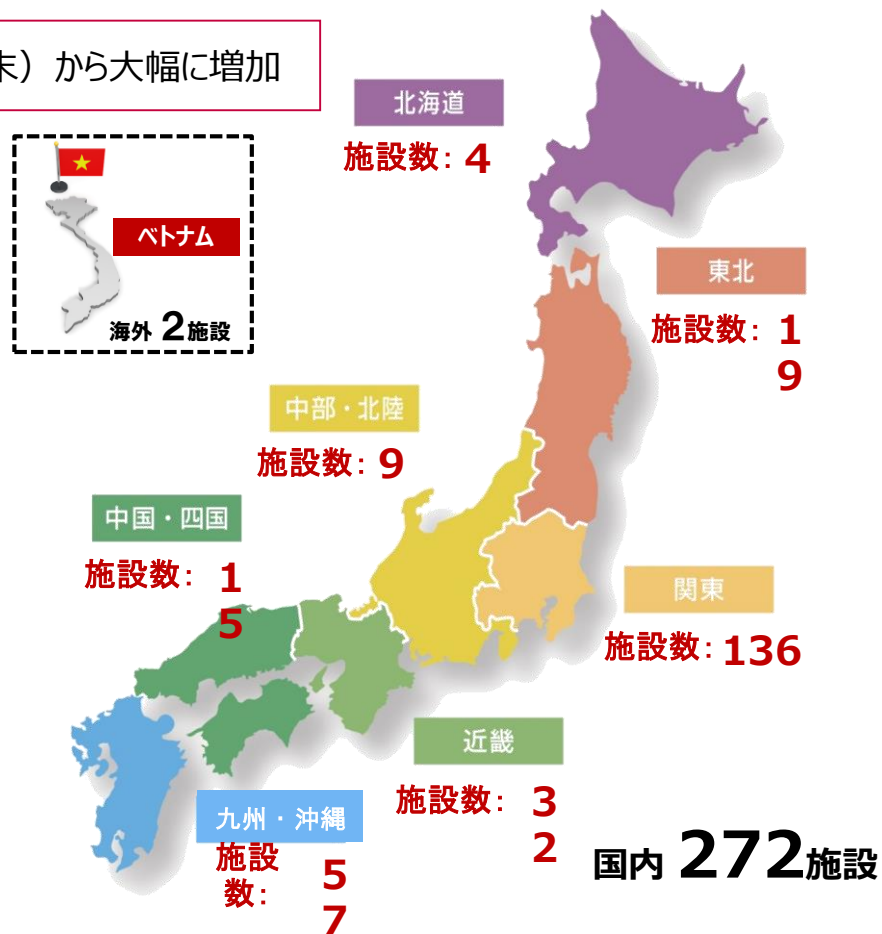 末）から大幅に増加
北海道
施設数: 4
ベトナム
海外 2施設
東北
施設数: 1
9
中部・北陸
施設数: 9
中国・四国
施設数: 1
5
関東
施設数: 136
近畿
施設数: 3
2
九州・沖縄
施設
数: 5
7
国内 272施設